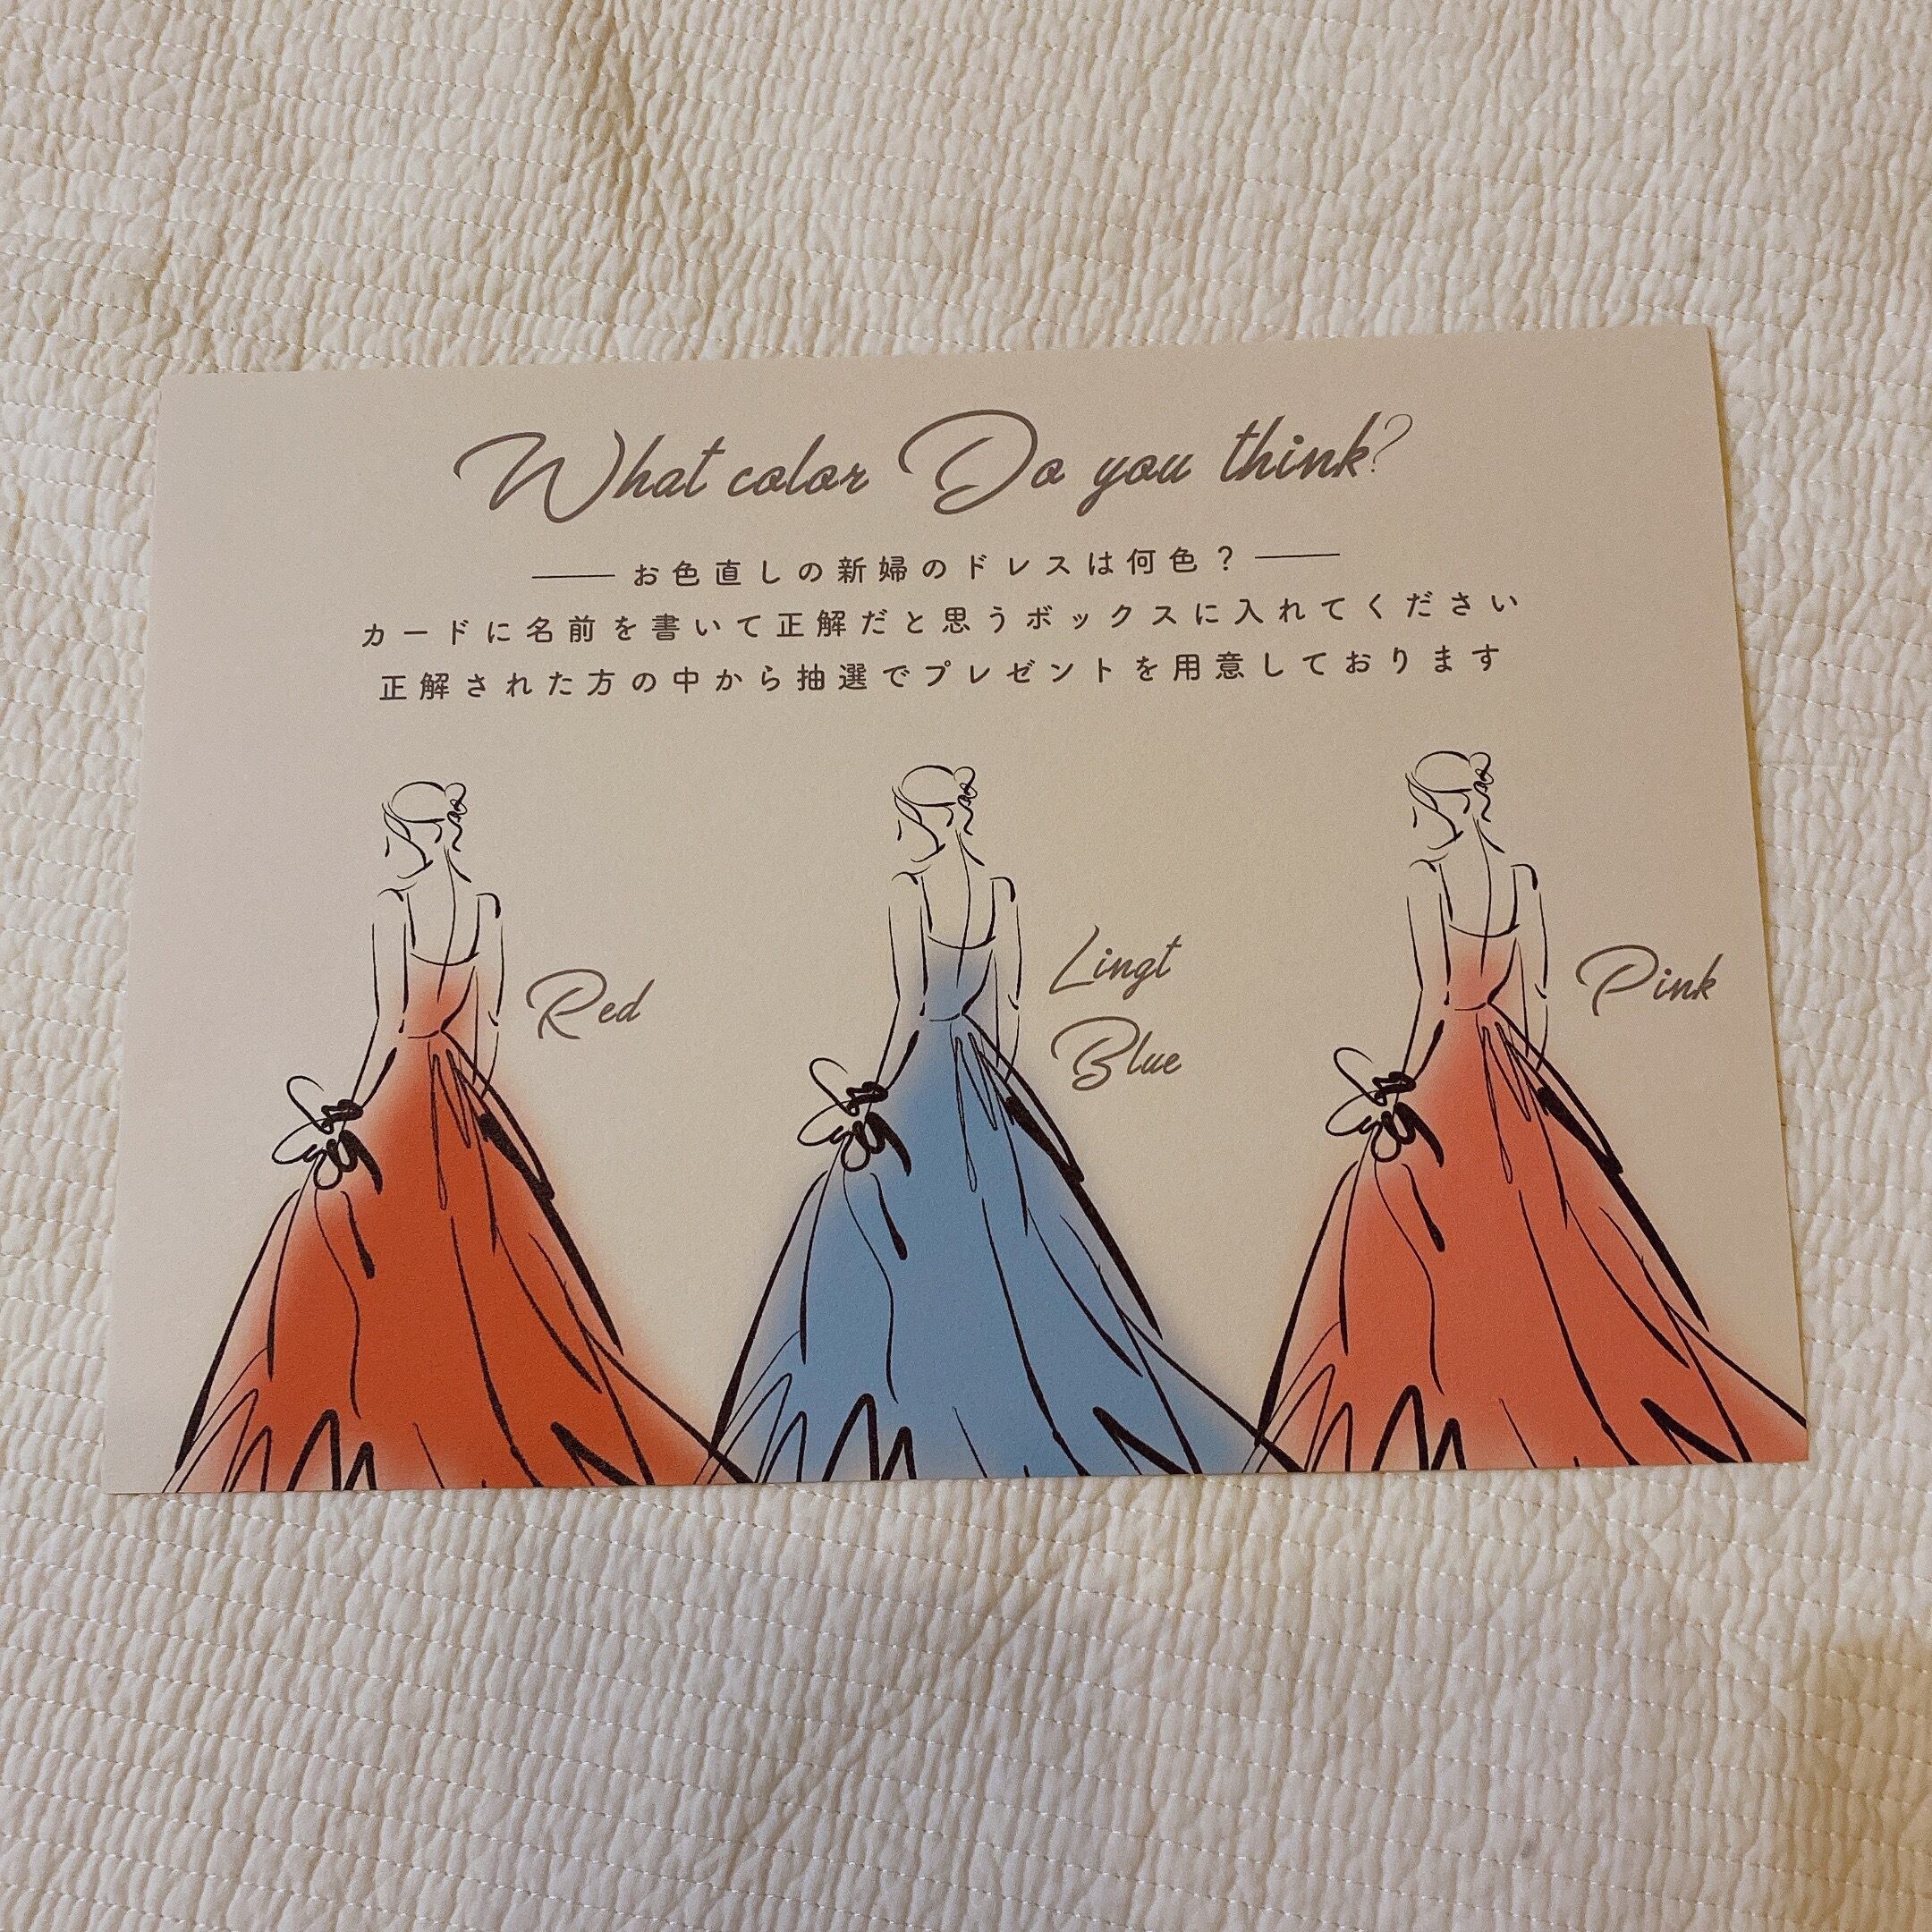 What color Do you think?
お色直しの新婦のドレスは何色？
カードに名前を書いて正解だと思うボックスに入れてください
正解された方の中から抽選でプレゼントを用意しております
Red
Lingt
Blue
Pink